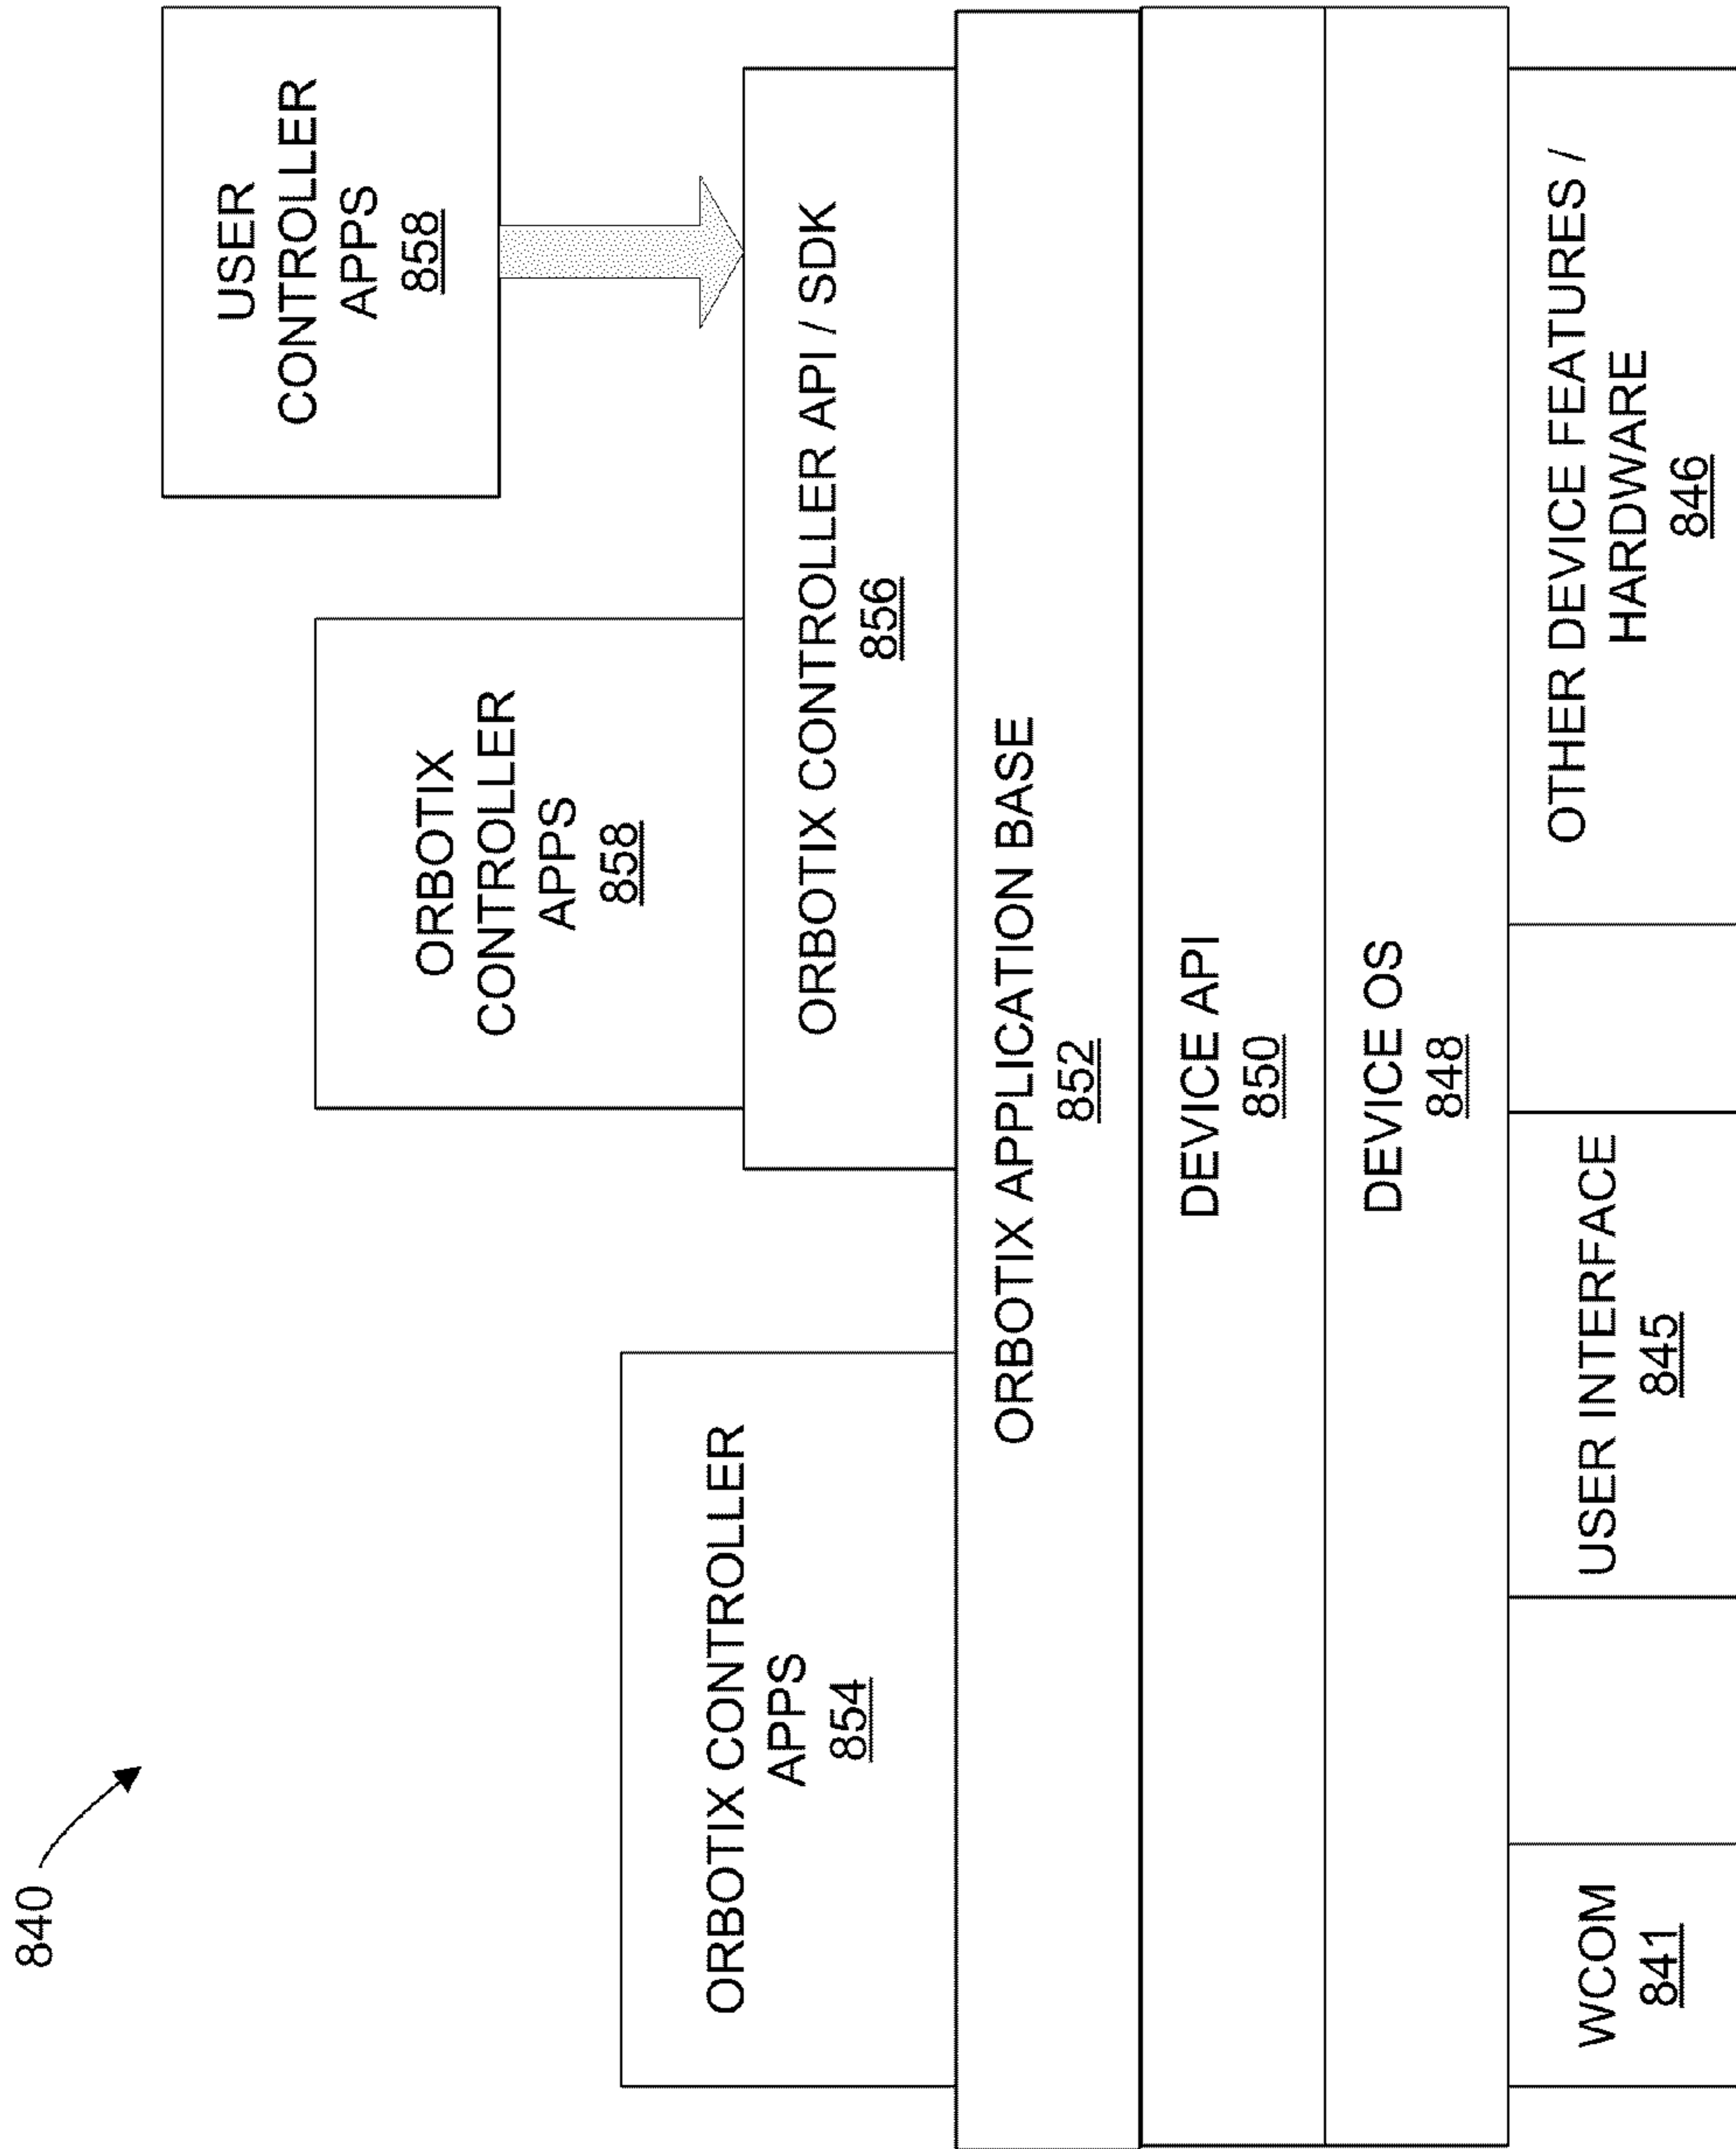 840
USER
CONTROLLER
APPS
858
ORBOTIX
CONTROLLER
APPS
858
ORBOTIX CONTROLLER
APPS
854
ORBOTIX CONTROLLER API / SDK
856
ORBOTIX APPLICATION BASE
852
DEVICE API
850
DEVICE OS
848
WCOM
841
USER INTERFACE
845
OTHER DEVICE FEATURES /
HARDWARE
846